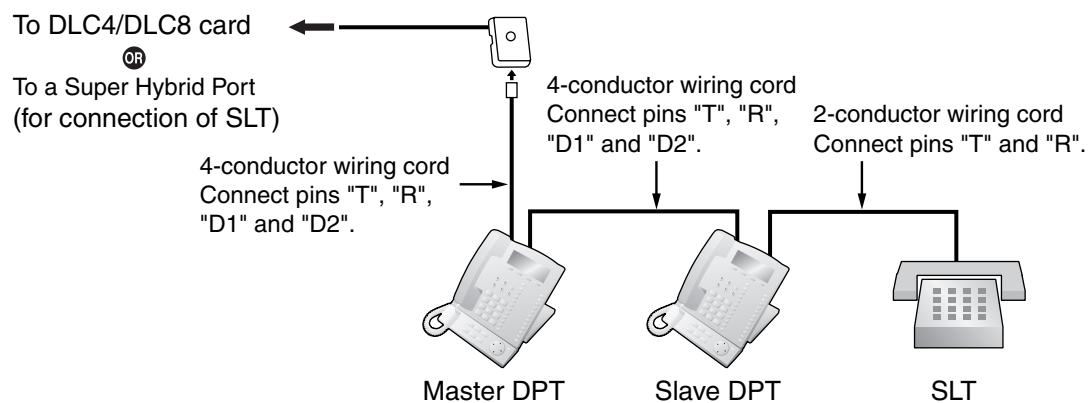 To DLC4/DLC8 card
OR
To a Super Hybrid Port
(for connection of SLT)
4-conductor wiring cord
Connect pins "T", "R",
"D1" and "D2".
4-conductor wiring cord
Connect pins "T", "R",
"D1" and "D2".
2-conductor wiring cord
Connect pins "T" and "R".
Master DPT
Slave DPT
SLT